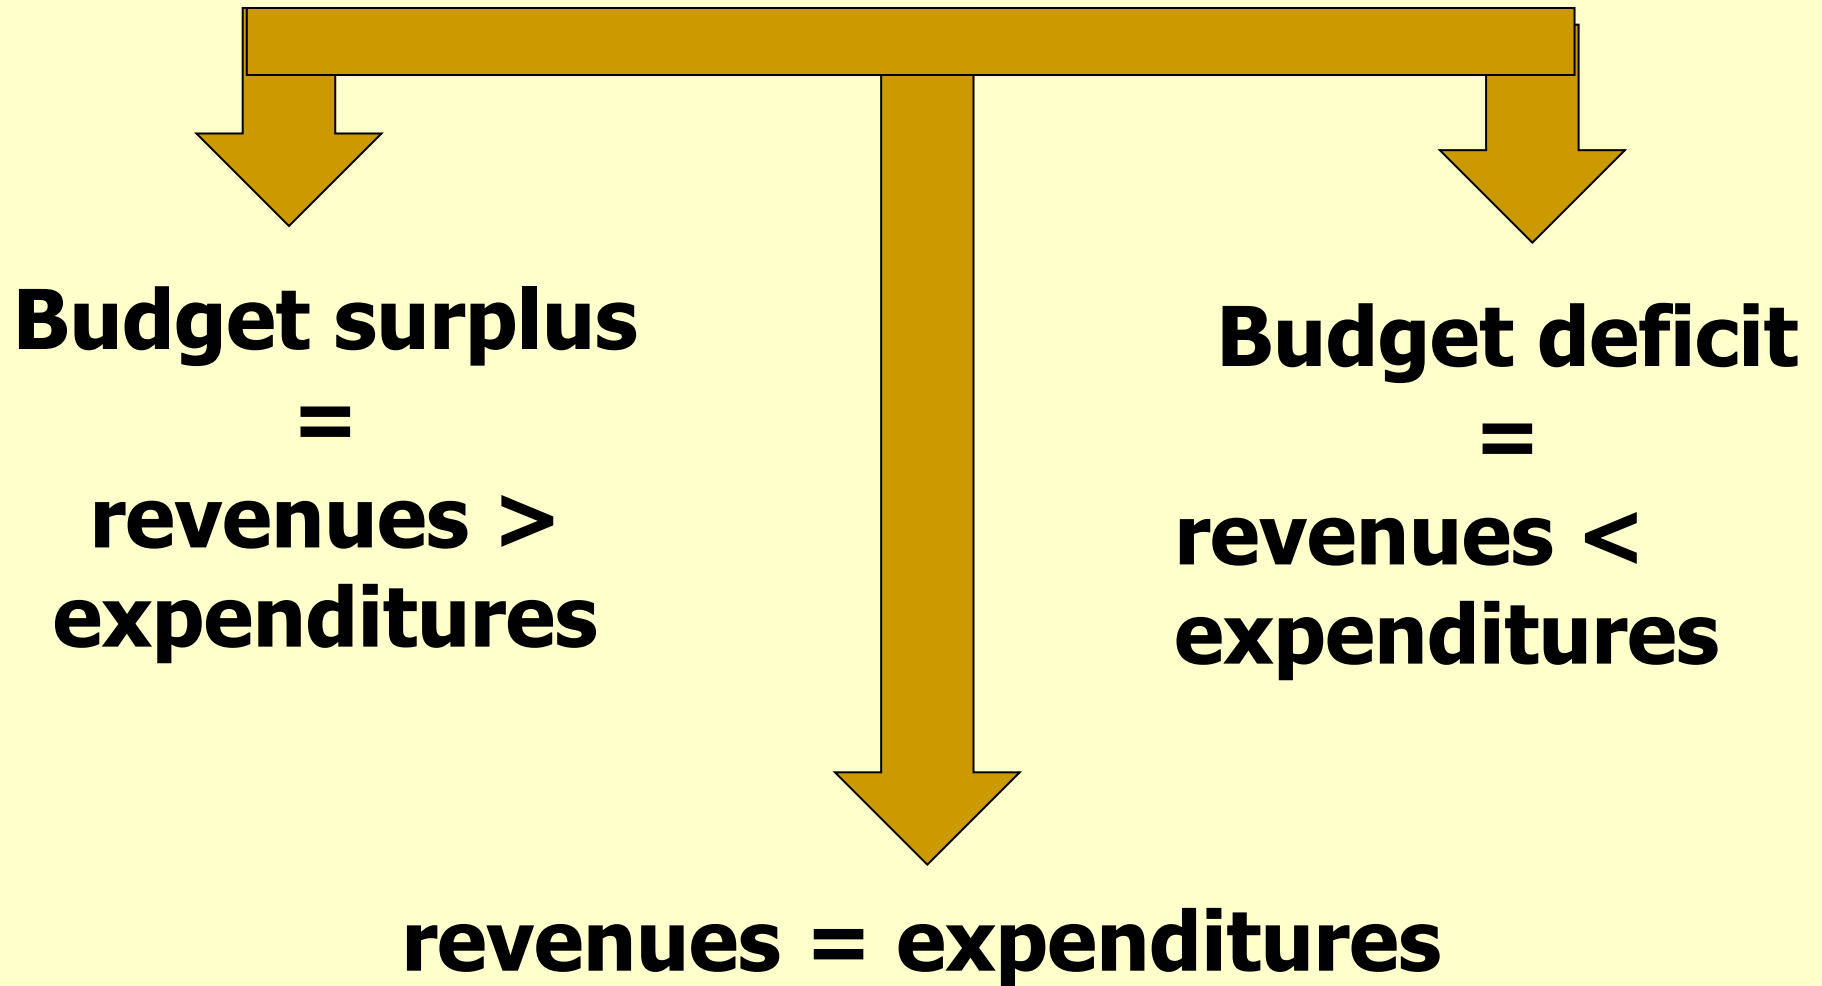 Budget surplus
=
revenues >
expenditures
Budget deficit
=
revenues <
expenditures
revenues = expenditures